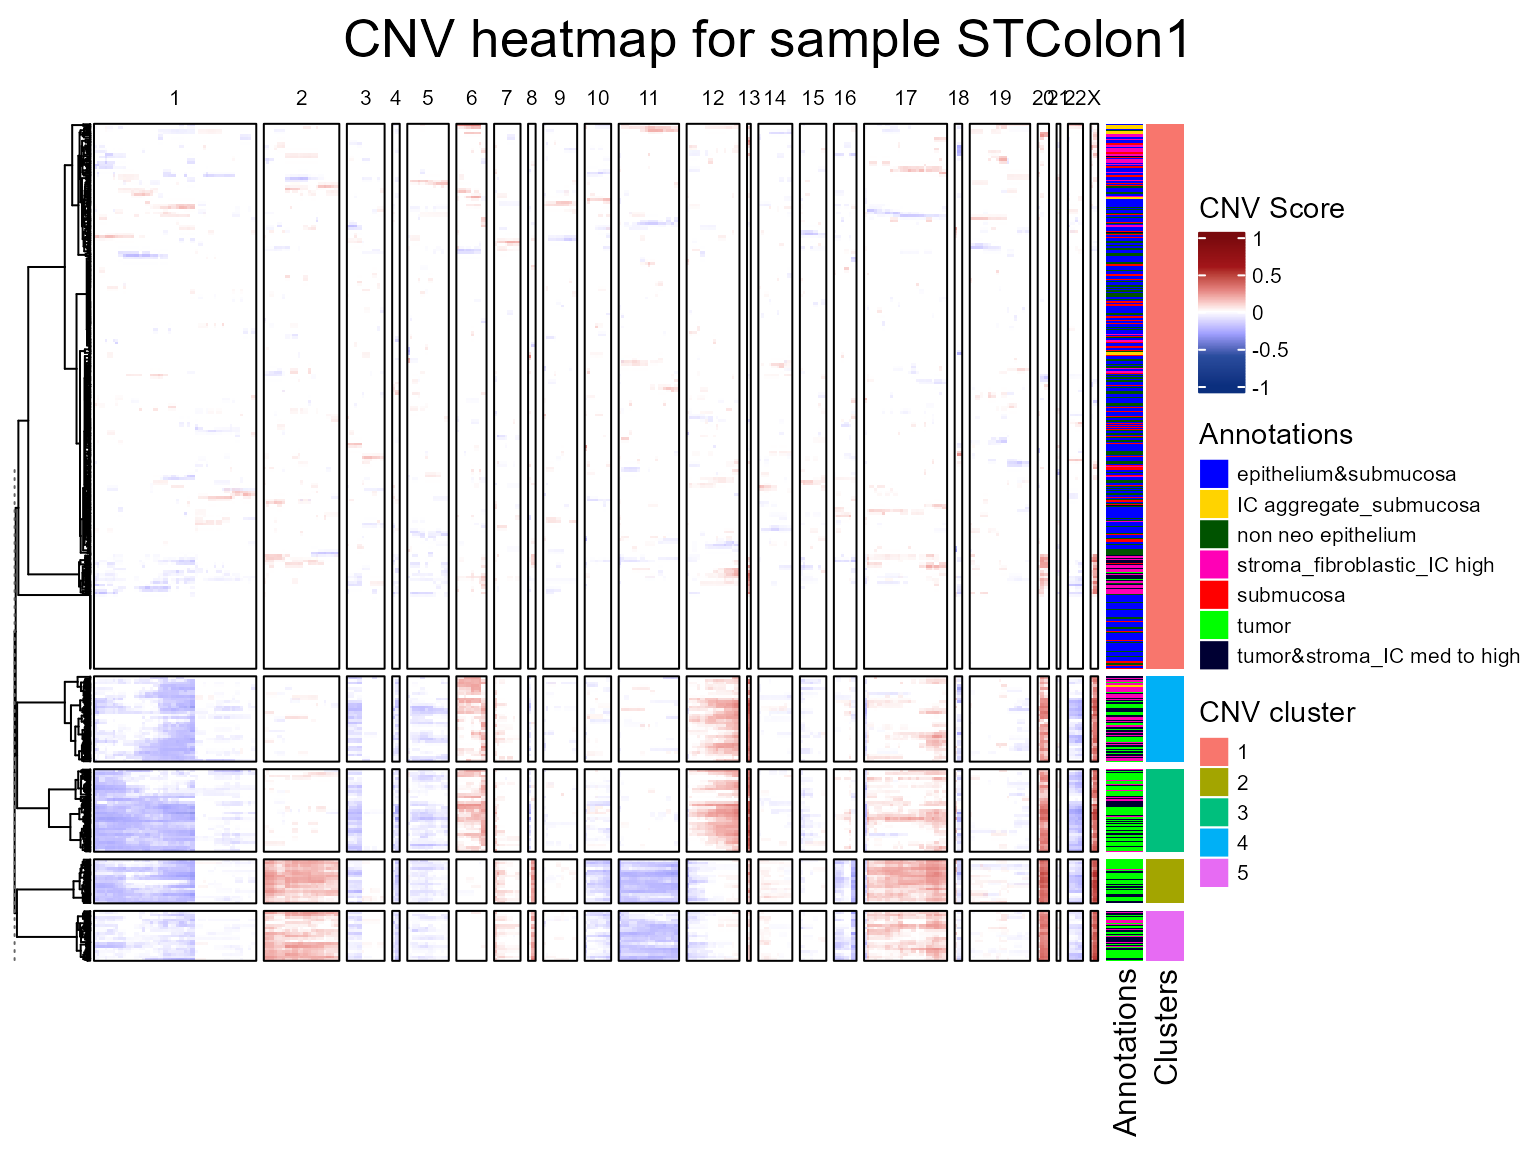 CNV heatmap for sample STColon1
1 2 3 4 5 6 7 8 9 10 11 12 13 14 15 16 17 18 19 20 21 22 X
CNV Score
1
0.5
0
-0.5
-1
Annotations
epithelium&submucosa
IC aggregate_submucosa
non neo epithelium
stroma_fibroblastic_IC high
submucosa
tumor
tumor&stroma_IC med to high
CNV cluster
1
2
3
4
5
Annotations
Clusters